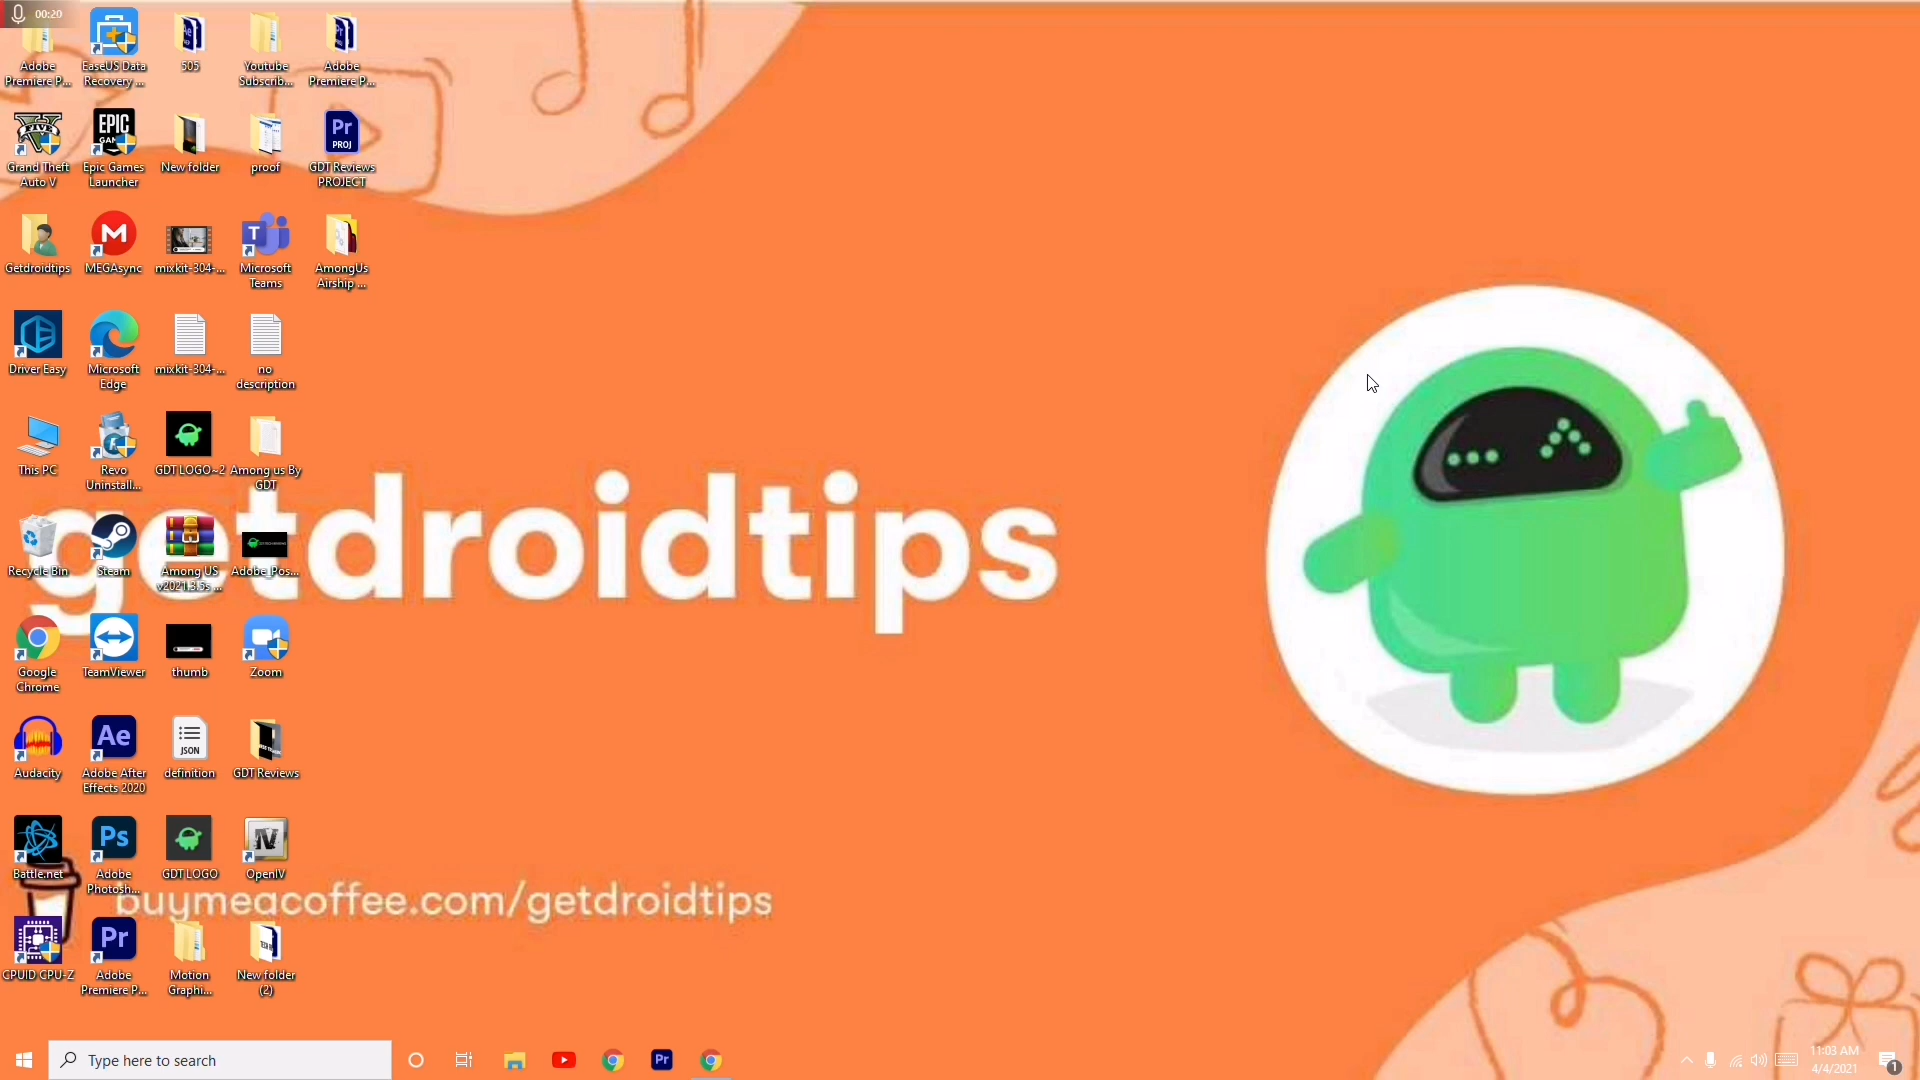 00:20
Adobe
Premiere P...
EaseUS Data
Recovery ...
505
Youtube
Subscrib...
Adobe
Premiere P...
Grand Theft
Auto V
Epic Games
Launcher
New folder
proof
GDT Reviews
PROJECT
Getdroidtips
MEGAsync
mixkit-304-...
Microsoft
Teams
AmongUs
Airship ...
Driver Easy
Microsoft
Edge
mixkit-304-...
no
description
This PC
Revo
Uninstall...
GDT LOGO~2
Among us By
GDT
getdroidtips
Recycle Bin
Steam
Among US
v2021.3.5s ...
Adobe_Pos...
Google
Chrome
TeamViewer
thumb
Zoom
Audacity
Adobe After
Effects 2020
definition
GDT Reviews
Battle.net
Adobe
Photosh...
GDT LOGO
OpenIV
buymeacoffee.com/getdroidtips
CPUID CPU-Z
Adobe
Premiere P...
Motion
Graphi...
New folder
(2)
Type here to search
11:03 AM
4/4/2021
1